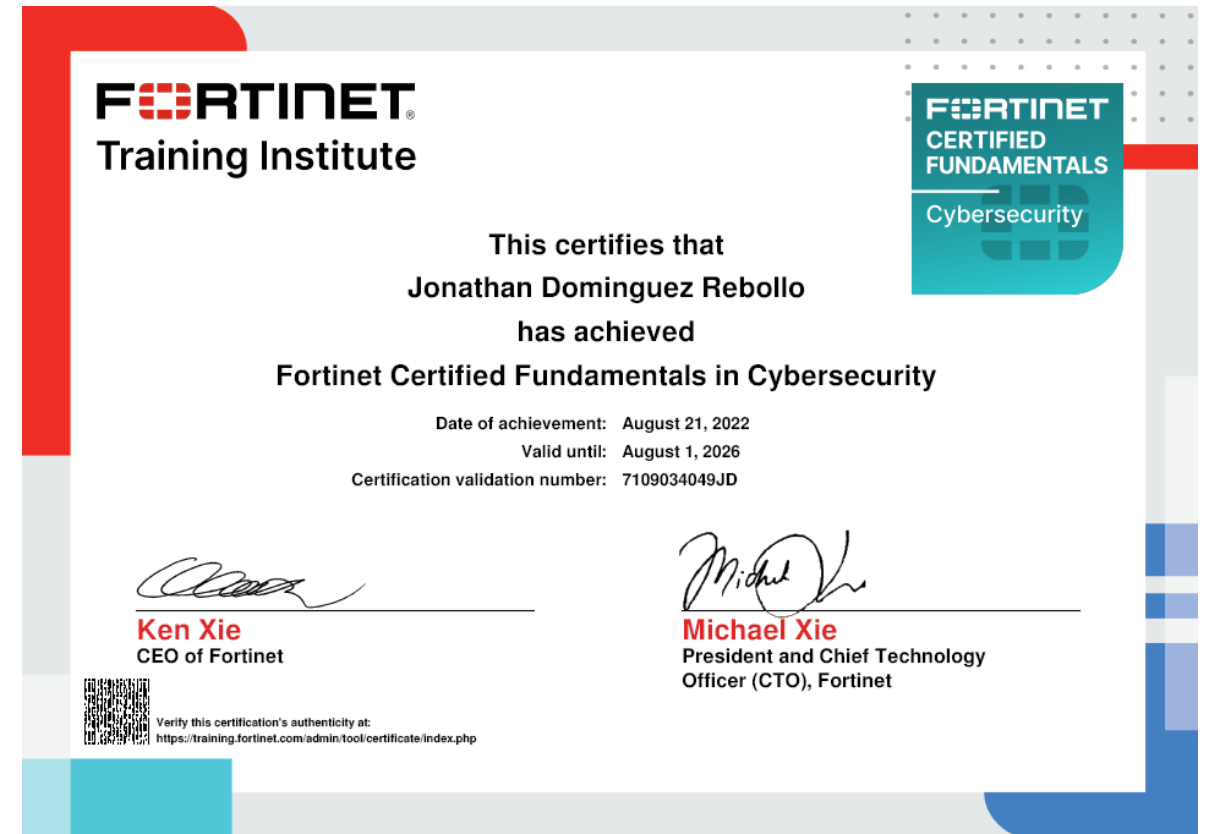 FORTINET®
Training Institute
FORTINET
CERTIFIED
FUNDAMENTALS
Cybersecurity
This certifies that
Jonathan Dominguez Rebollo
has achieved
Fortinet Certified Fundamentals in Cybersecurity
Date of achievement: August 21, 2022
Valid until: August 1, 2026
Certification validation number: 7109034049JD
Ken Xie
CEO of Fortinet
Michael Xie
President and Chief Technology
Officer (CTO), Fortinet
Verify this certification's authenticity at:
https://training.fortinet.com/admin/tool/certificate/index.php